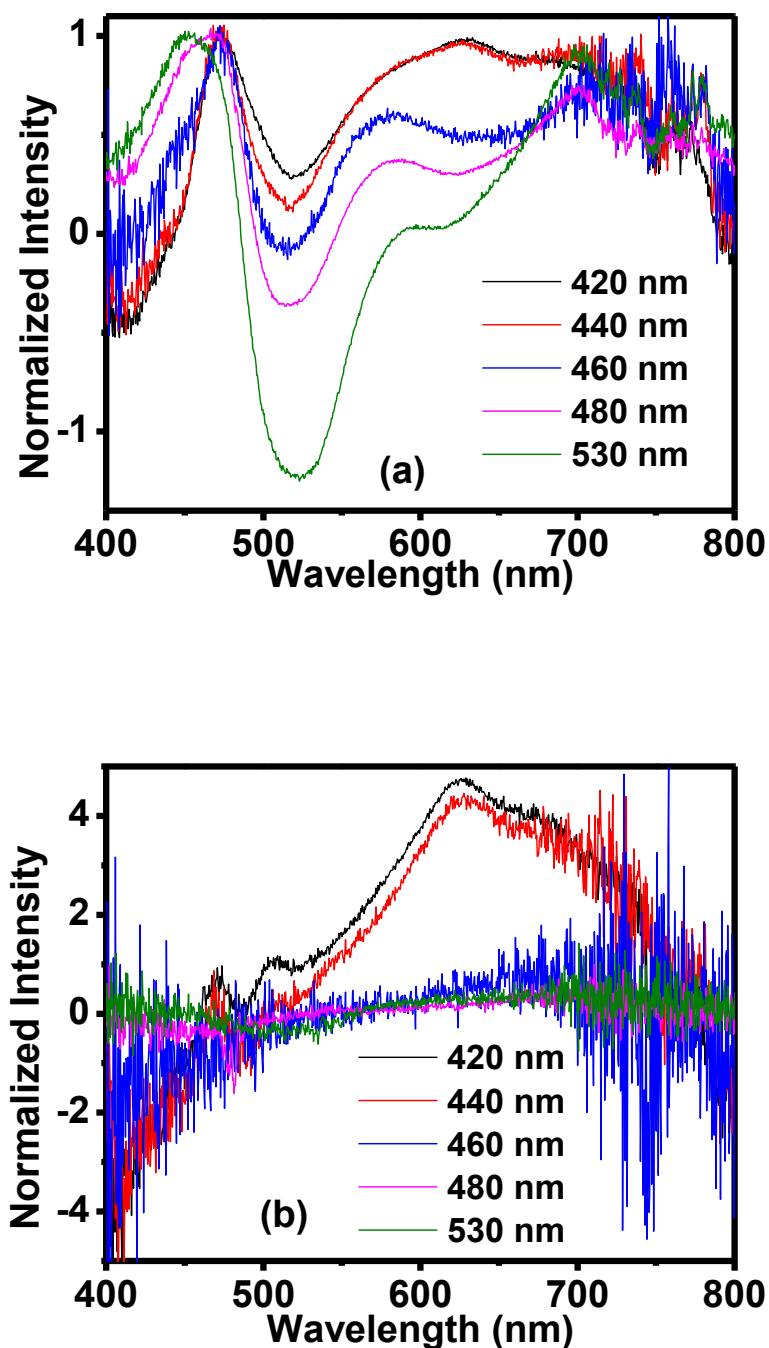 Normalized Intensity
1
0
-1
420 nm
440 nm
460 nm
480 nm
530 nm
(a)
400 500 600 700 800
Wavelength (nm)
Normalized Intensity
4
2
0
-2
-4
420 nm
440 nm
460 nm
480 nm
530 nm
(b)
400 500 600 700 800
Wavelength (nm)